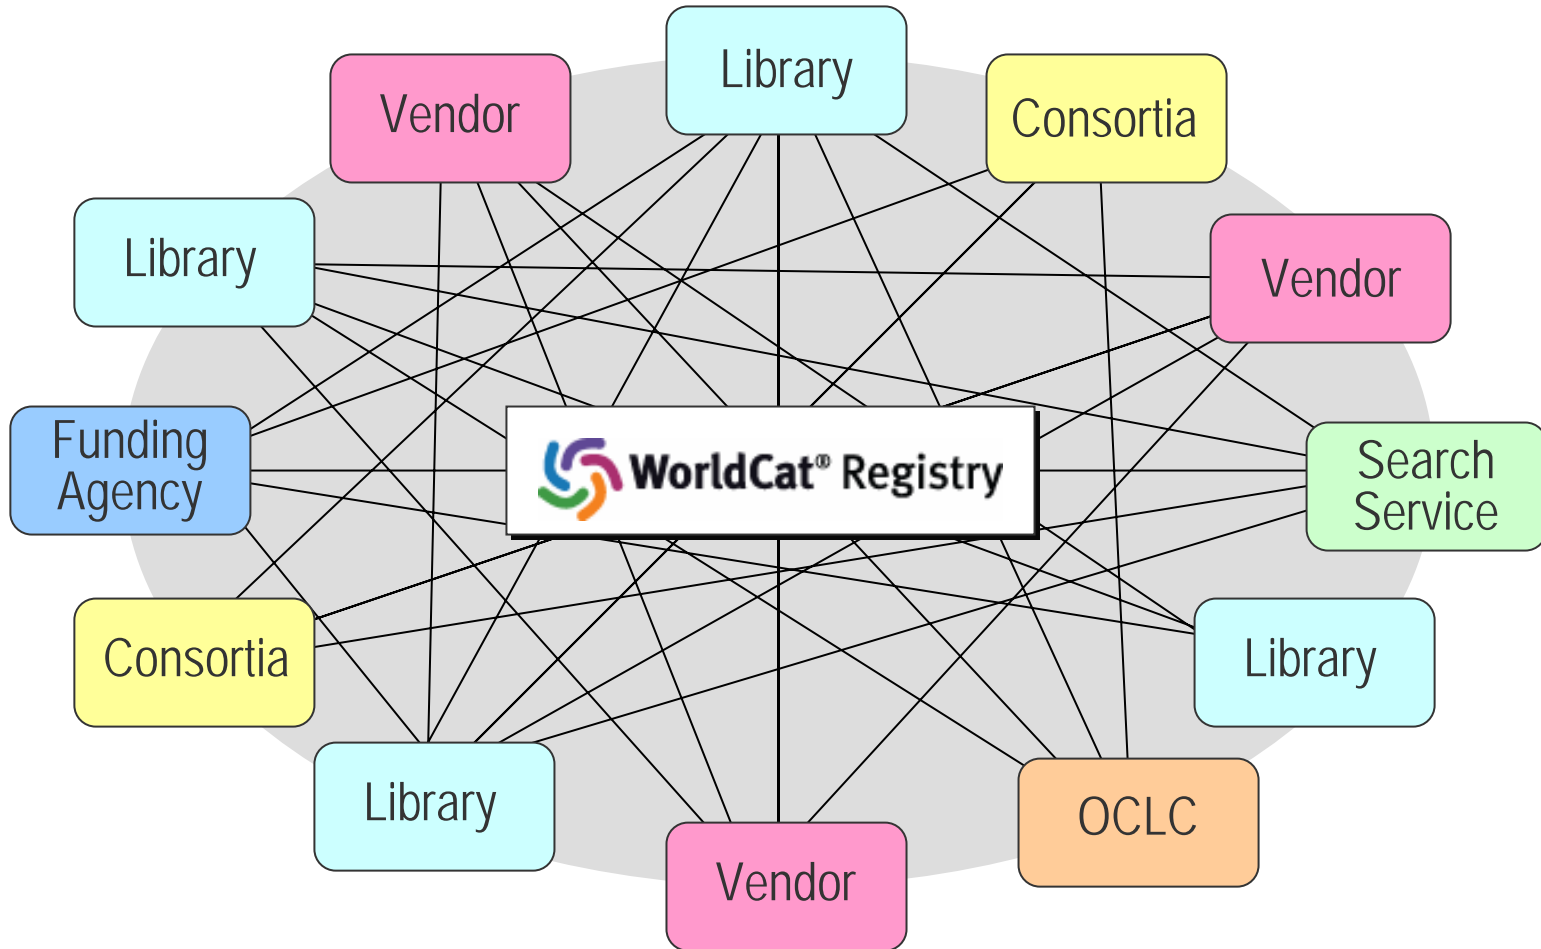 Library
Vendor
Consortia
Library
Vendor
Funding
Agency
WorldCat® Registry
Search
Service
Consortia
Library
Library
OCLC
Vendor